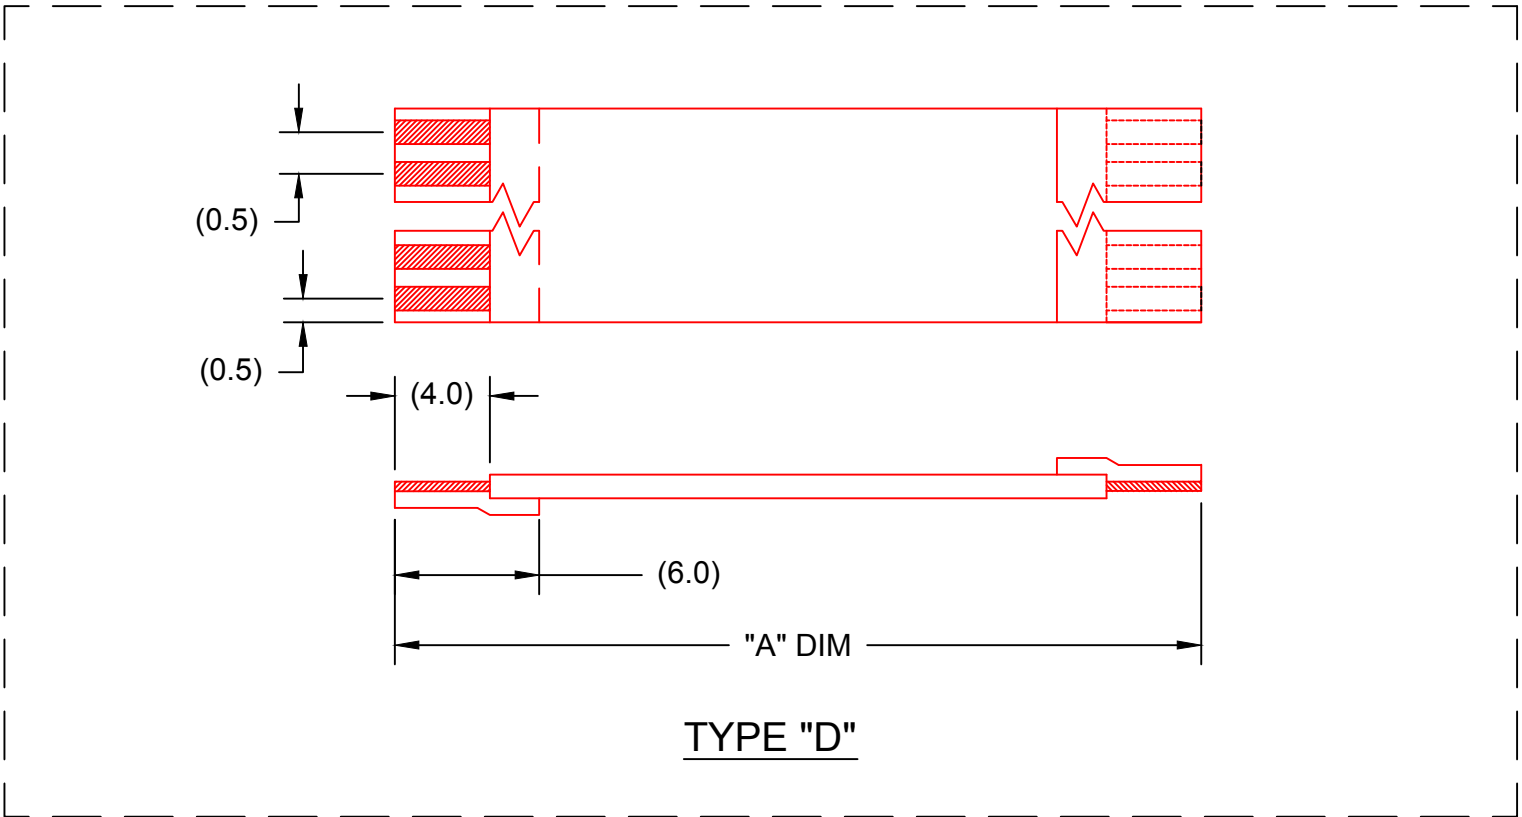 (0.5)
(0.5)
(4.0)
(6.0)
"A" DIM
TYPE "D"